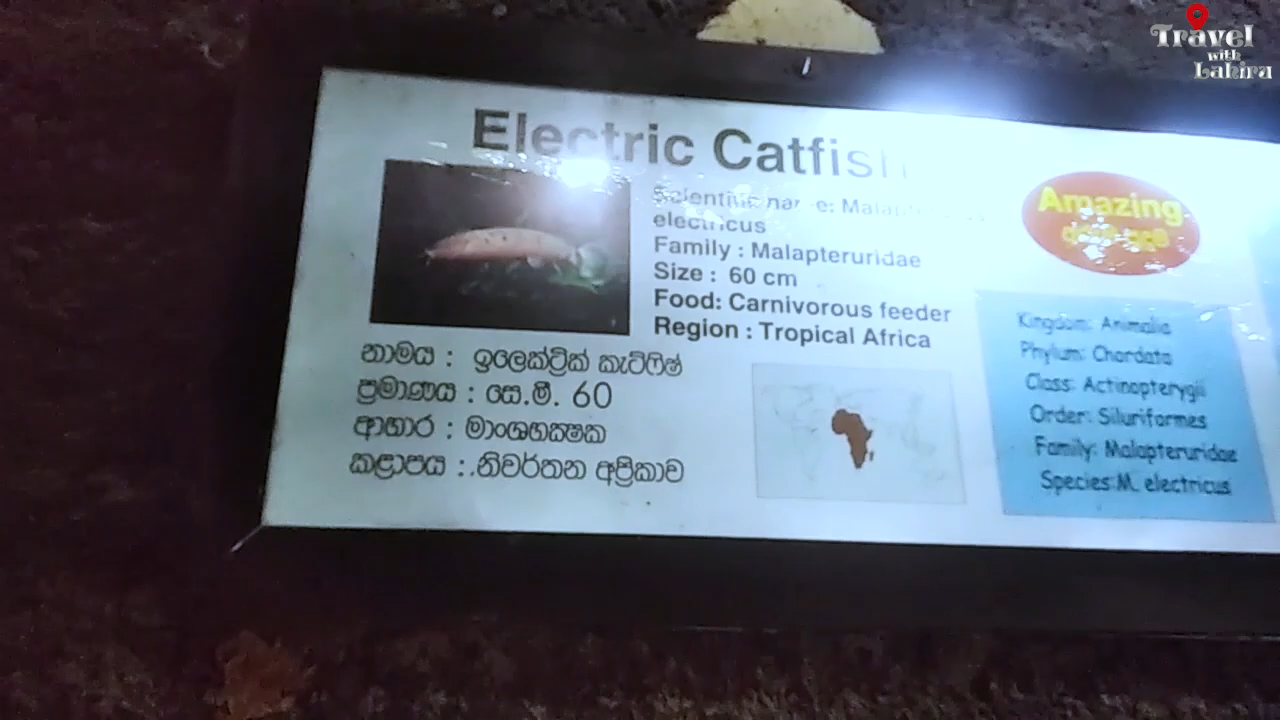 Travel
with
Lahiru
Electric Catfish
Scientific name: Malapterurus
electricus
Family : Malapteruridae
Size : 60 cm
Food: Carnivorous feeder
Region : Tropical Africa
නාමය : ඉලෙක්ට්‍රික් කැට්ෆිෂ්
ප්‍රමාණය : සෙ.මී. 60
ආහාර : මාංශභක්ෂක
කළාපය :.නිවර්තන අප්‍රිකාව
Amazing
Kingdom: Animalia
Phylum: Chordata
Class: Actinopterygii
Order: Siluriformes
Family: Malapteruridae
Species:M. electricus